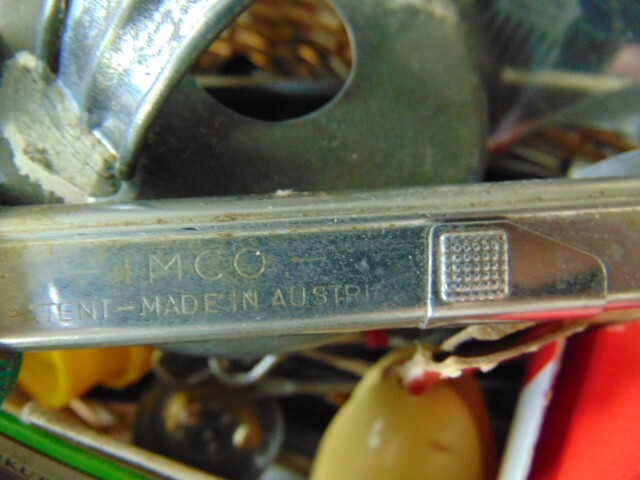 IMCO —
TENT-MADE IN AUSTRI